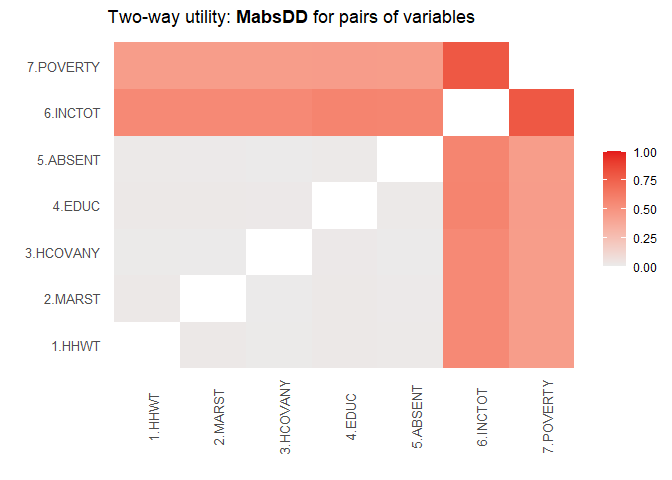 Two-way utility: MabsDD for pairs of variables
7.POVERTY
6.INCTOT
5.ABSENT
4.EDUC
3.HCOVANY
2.MARST
1.HHWT
1.00
0.75
0.50
0.25
0.00
1.HHWT
2.MARST
3.HCOVANY
4.EDUC
5.ABSENT
6.INCTOT
7.POVERTY